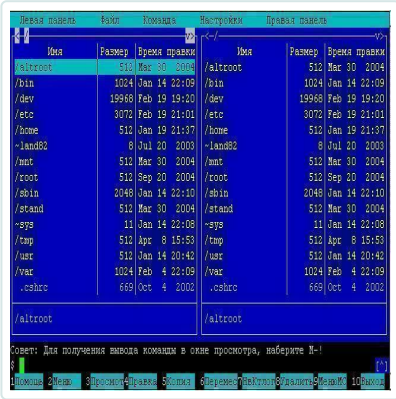 Левая панель Файл Команда Настройки Правая панель
<-/ v>
<-/ v>
Имя Размер Время правки Имя Размер Время правки
/altroot 512 Mar 30 2004 /altroot 512 Mar 30 2004
/bin 1024 Jan 14 22:09 /bin 1024 Jan 14 22:09
/dev 19968 Feb 19 19:20 /dev 19968 Feb 19 19:20
/etc 3072 Feb 19 21:01 /etc 3072 Feb 19 21:01
/home 512 Jan 19 21:37 /home 512 Jan 19 21:37
~land82 8 Jul 20 2003 ~land82 8 Jul 20 2003
/mnt 512 Mar 30 2004 /mnt 512 Mar 30 2004
/root 512 Sep 20 2004 /root 512 Sep 20 2004
/sbin 2048 Jan 14 22:10 /sbin 2048 Jan 14 22:10
/stand 512 Mar 30 2004 /stand 512 Mar 30 2004
~sys 11 Jan 14 22:08 ~sys 11 Jan 14 22:08
/tmp 512 Apr 8 15:53 /tmp 512 Apr 8 15:53
/usr 512 Jan 14 20:42 /usr 512 Jan 14 20:42
/var 1024 Feb 4 22:09 /var 1024 Feb 4 22:09
.cshrc 669 Oct 4 2002 .cshrc 669 Oct 4 2002
/altroot /altroot
Совет: Для получения вывода команды в окне просмотра, наберите M-!
$ [^]
1Помощь 2Меню 3Просмот 4Правка 5Копия 6Перемес 7НвКтлог 8Удалить 9МенюMC 10Выход